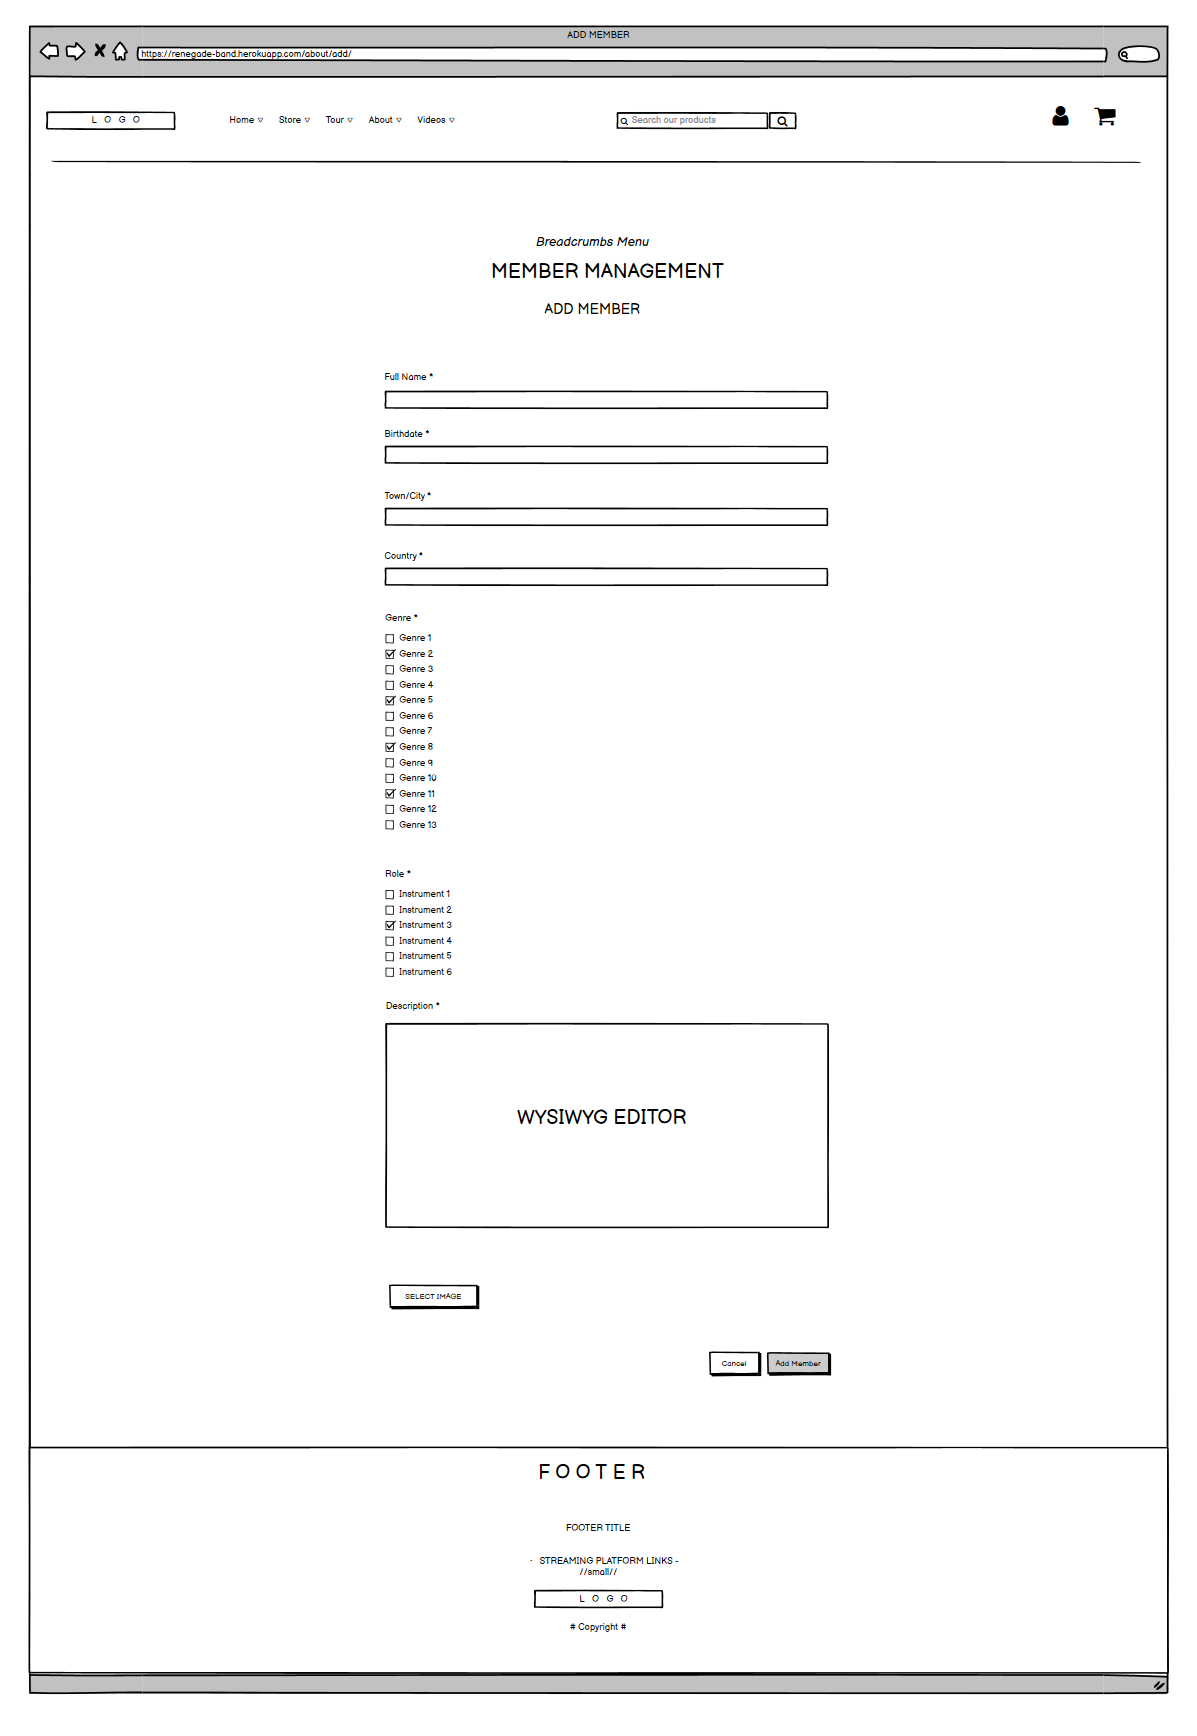 ADD MEMBER
https://renegade-band.herokuapp.com/about/add/
L O G O
Home Store Tour About Videos
Search our products
Breadcrumbs Menu
MEMBER MANAGEMENT
ADD MEMBER
Full Name *
Birthdate *
Town/City *
Country *
Genre *
Genre 1
Genre 2
Genre 3
Genre 4
Genre 5
Genre 6
Genre 7
Genre 8
Genre 9
Genre 10
Genre 11
Genre 12
Genre 13
Role *
Instrument 1
Instrument 2
Instrument 3
Instrument 4
Instrument 5
Instrument 6
Description *
WYSIWYG EDITOR
SELECT IMAGE
Cancel
Add Member
F O O T E R
FOOTER TITLE
- STREAMING PLATFORM LINKS -
//small//
L O G O
# Copyright #